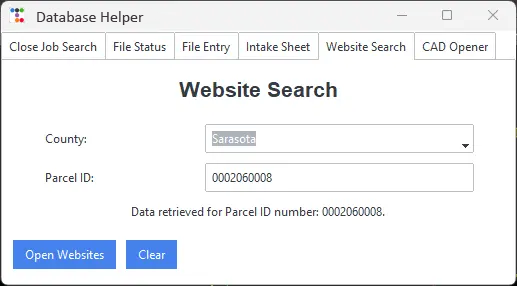 Database Helper
Close Job Search File Status File Entry Intake Sheet Website Search CAD Opener
Website Search
County: Sarasota
Parcel ID: 0002060008
Data retrieved for Parcel ID number: 0002060008.
Open Websites Clear